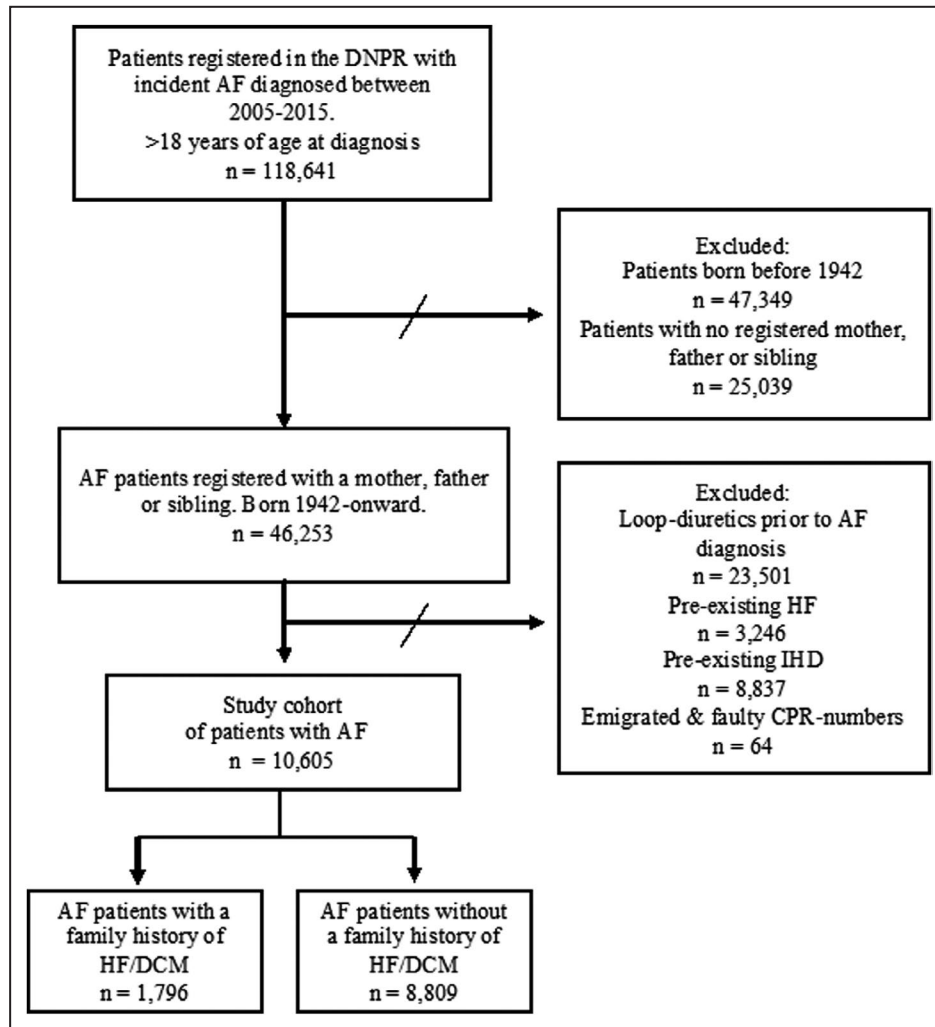 Patients registered in the DNPR with
incident AF diagnosed between
2005-2015.
>18 years of age at diagnosis
n = 118,641
Excluded:
Patients born before 1942
n = 47,349
Patients with no registered mother,
father or sibling
n = 25,039
AF patients registered with a mother, father
or sibling. Born 1942-onward.
n = 46,253
Excluded:
Loop-diuretics prior to AF
diagnosis
n = 23,501
Pre-existing HF
n = 3,246
Pre-existing IHD
n = 8,837
Emigrated & faulty CPR-numbers
n = 64
Study cohort
of patients with AF
n = 10,605
AF patients with a
family history of
HF/DCM
n = 1,796
AF patients without
a family history of
HF/DCM
n = 8,809